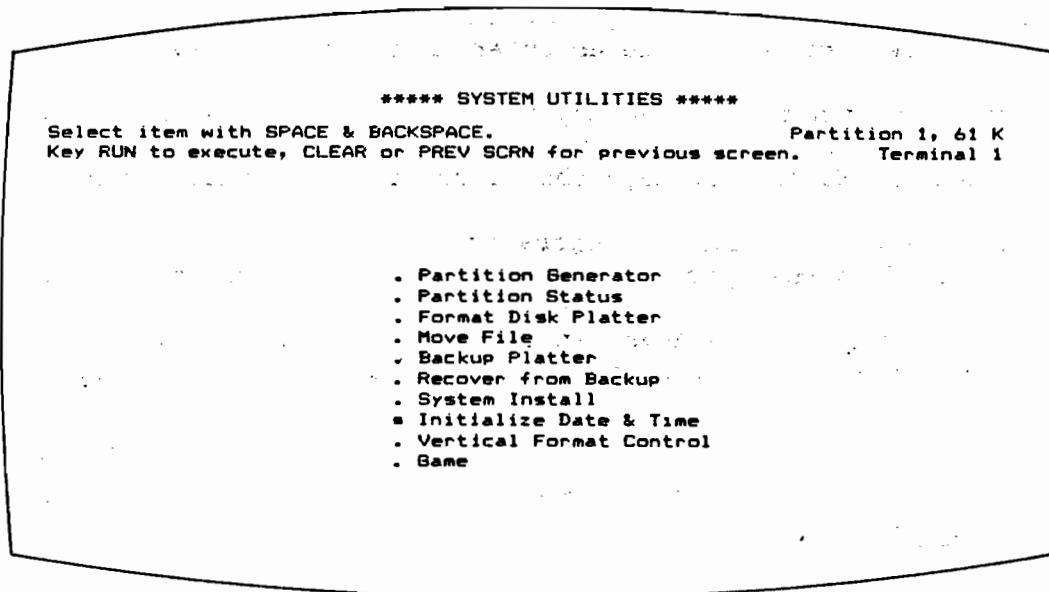 ***** SYSTEM UTILITIES *****
Select item with SPACE & BACKSPACE. Partition 1, 61 K
Key RUN to execute, CLEAR or PREV SCRN for previous screen. Terminal 1
. Partition Generator
. Partition Status
. Format Disk Platter
. Move File
. Backup Platter
. Recover from Backup
. System Install
■ Initialize Date & Time
. Vertical Format Control
. Game